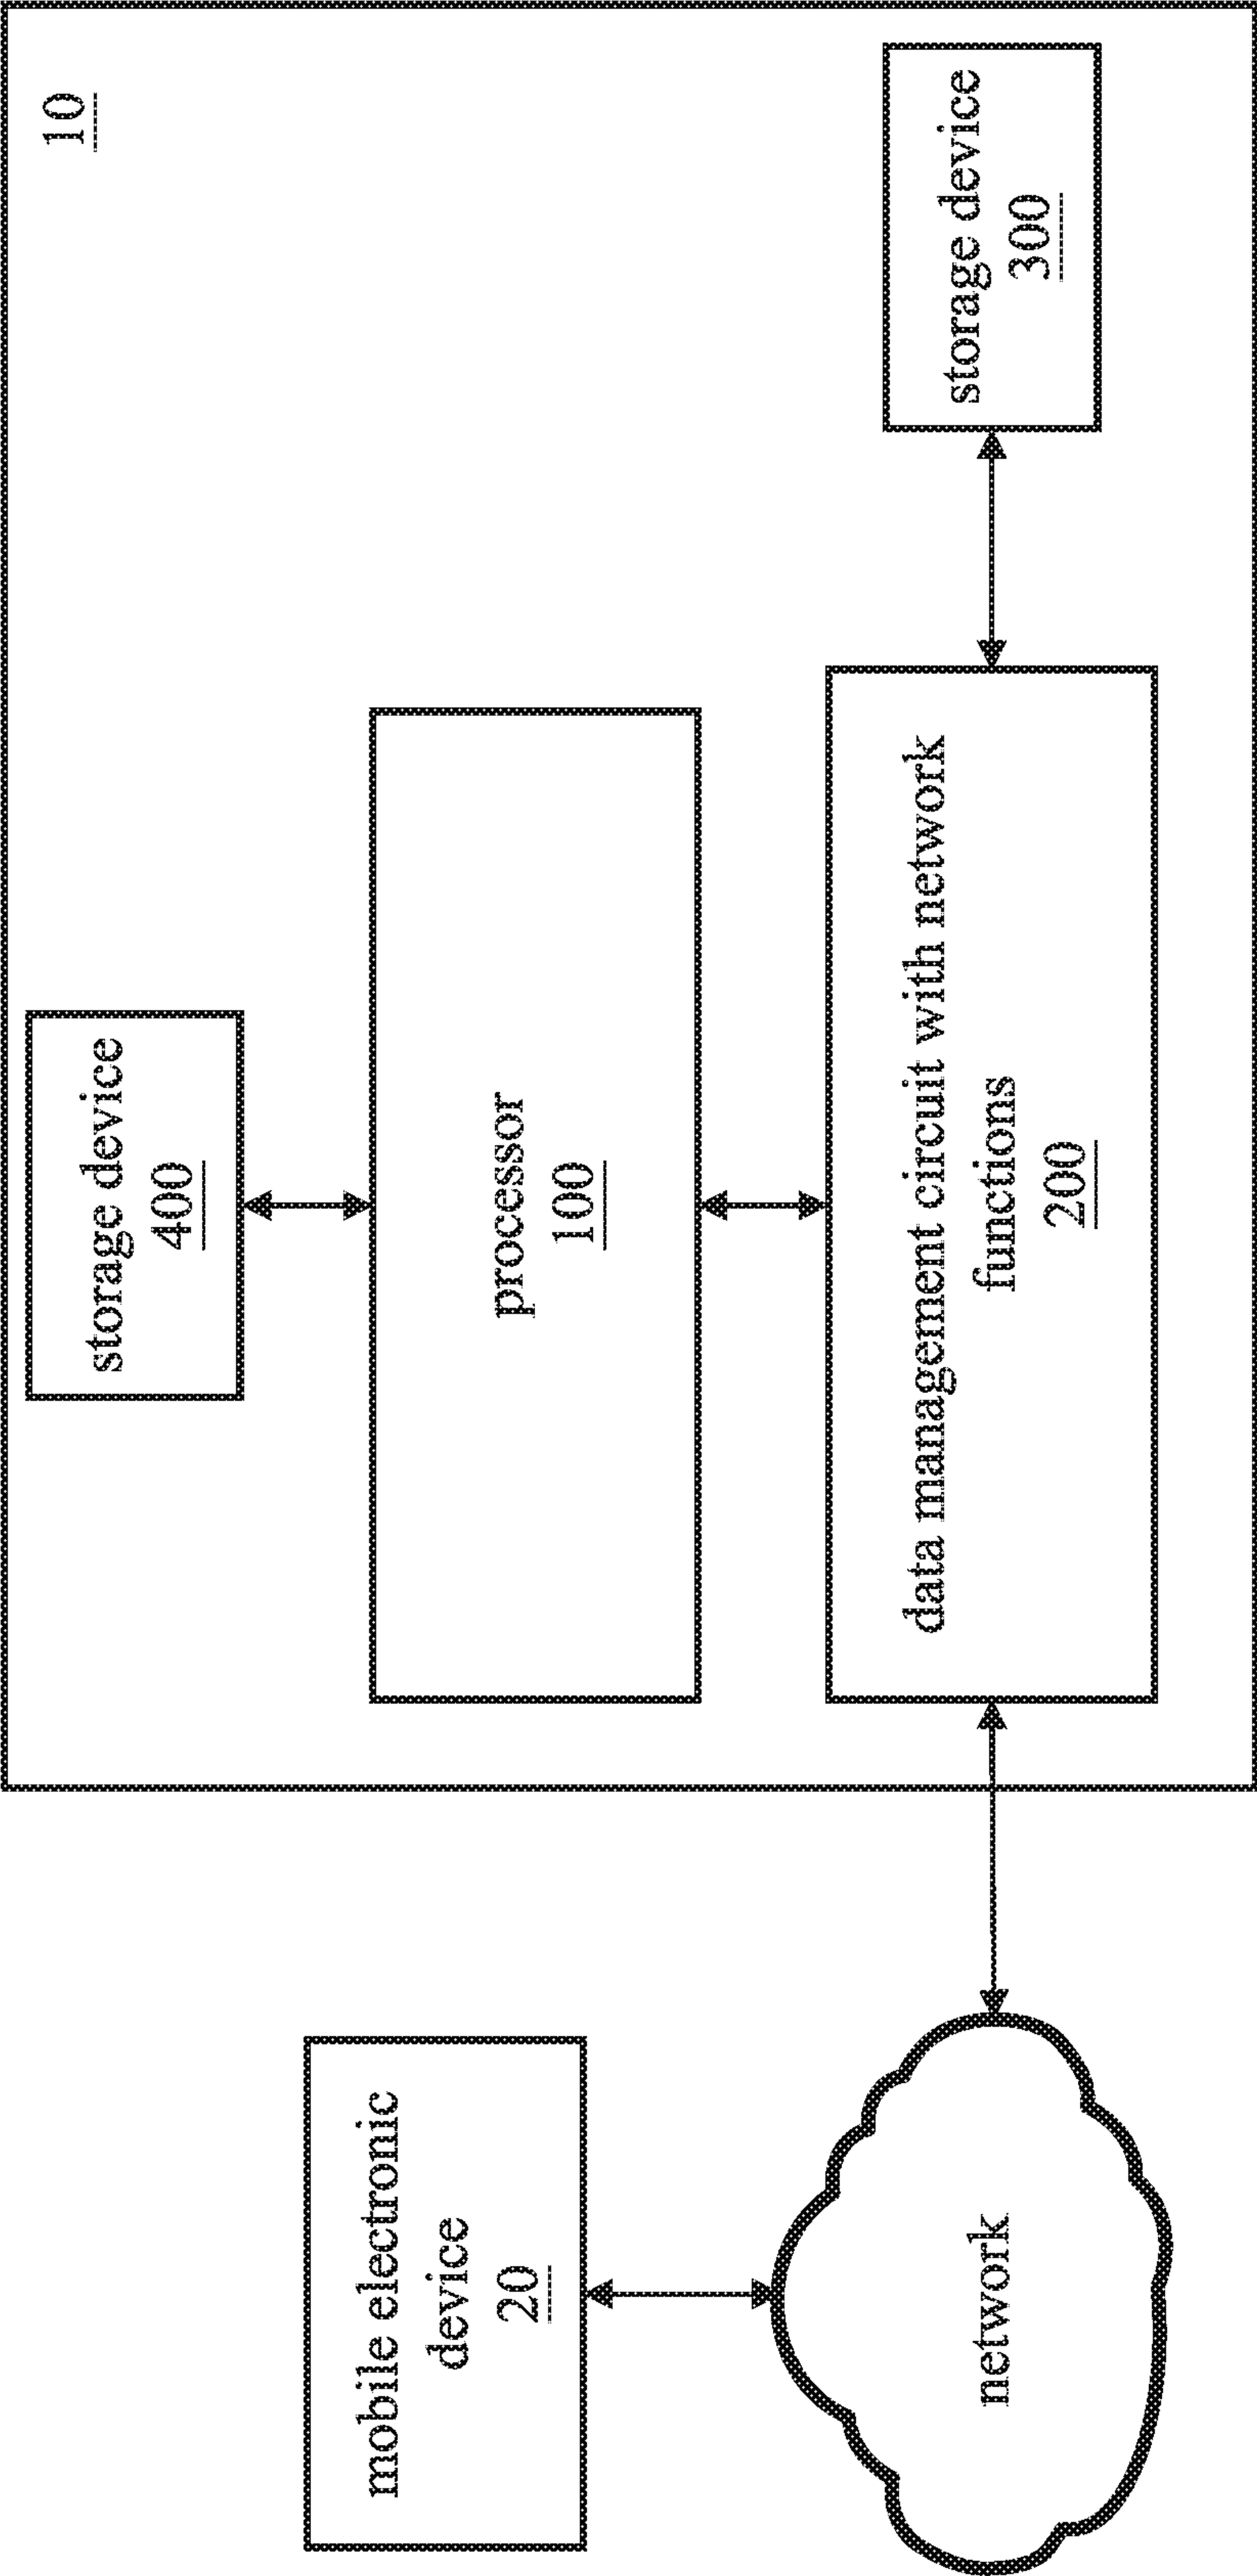 10
storage device
400
processor
100
data management circuit with network
functions
200
storage device
300
mobile electronic
device
20
network